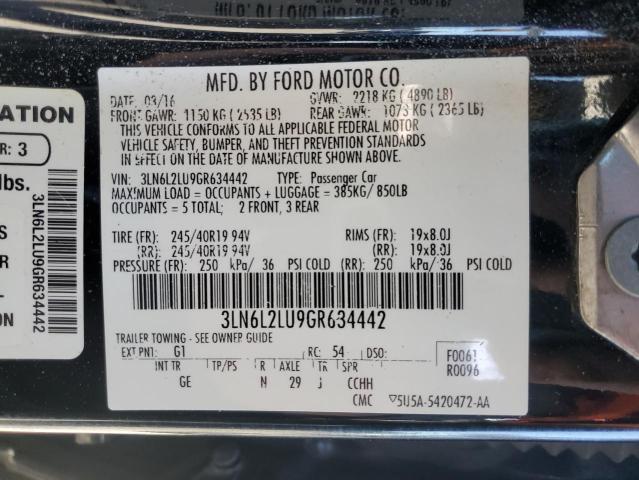 MFD. BY FORD MOTOR CO.
DATE: 03/16 GVWR: 2218 KG ( 4890 LB)
FRONT GAWR: 1150 KG ( 2535 LB) REAR GAWR: 1073 KG ( 2365 LB)
THIS VEHICLE CONFORMS TO ALL APPLICABLE FEDERAL MOTOR
VEHICLE SAFETY, BUMPER, AND THEFT PREVENTION STANDARDS
IN EFFECT ON THE DATE OF MANUFACTURE SHOWN ABOVE.
VIN: 3LN6L2LU9GR634442 TYPE: Passenger Car
MAXIMUM LOAD = OCCUPANTS + LUGGAGE = 385KG/ 850LB
OCCUPANTS = 5 TOTAL; 2 FRONT, 3 REAR
TIRE (FR): 245/40R19 94V RIMS (FR): 19x8.0J
(RR): 245/40R19 94V (RR): 19x8.0J
PRESSURE (FR): 250 kPa/ 36 PSI COLD (RR): 250 kPa/ 36 PSI COLD
3LN6L2LU9GR634442
TRAILER TOWING - SEE OWNER GUIDE
EXT PNT: G1 RC: 54 DSO: F0061
R0096
INT TR TP/PS R AXLE TR SPR
GE N 29 J CCHH
CMC ▽5U5A-5420472-AA
ATION
R: 3
lbs.
S
R
ER
ION
3LN6L2LU9GR634442